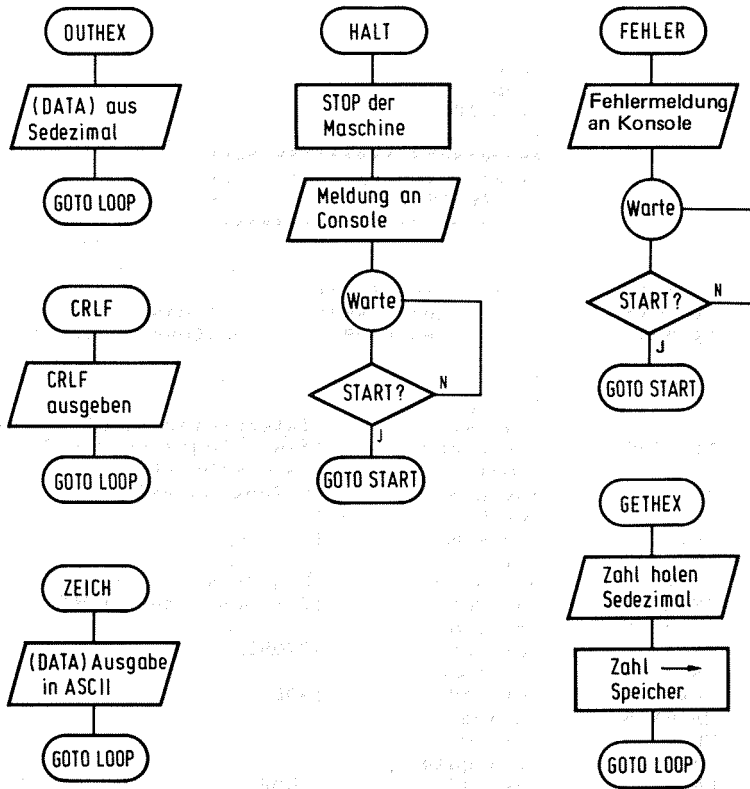 OUTHEX
(DATA) aus
Sedezimal
GOTO LOOP
CRLF
CRLF
ausgeben
GOTO LOOP
ZEICH
(DATA) Ausgabe
in ASCII
GOTO LOOP
HALT
STOP der
Maschine
Meldung an
Console
Warte
START?
N
J
GOTO START
FEHLER
Fehlermeldung
an Konsole
Warte
START?
N
J
GOTO START
GETHEX
Zahl holen
Sedezimal
Zahl →
Speicher
GOTO LOOP